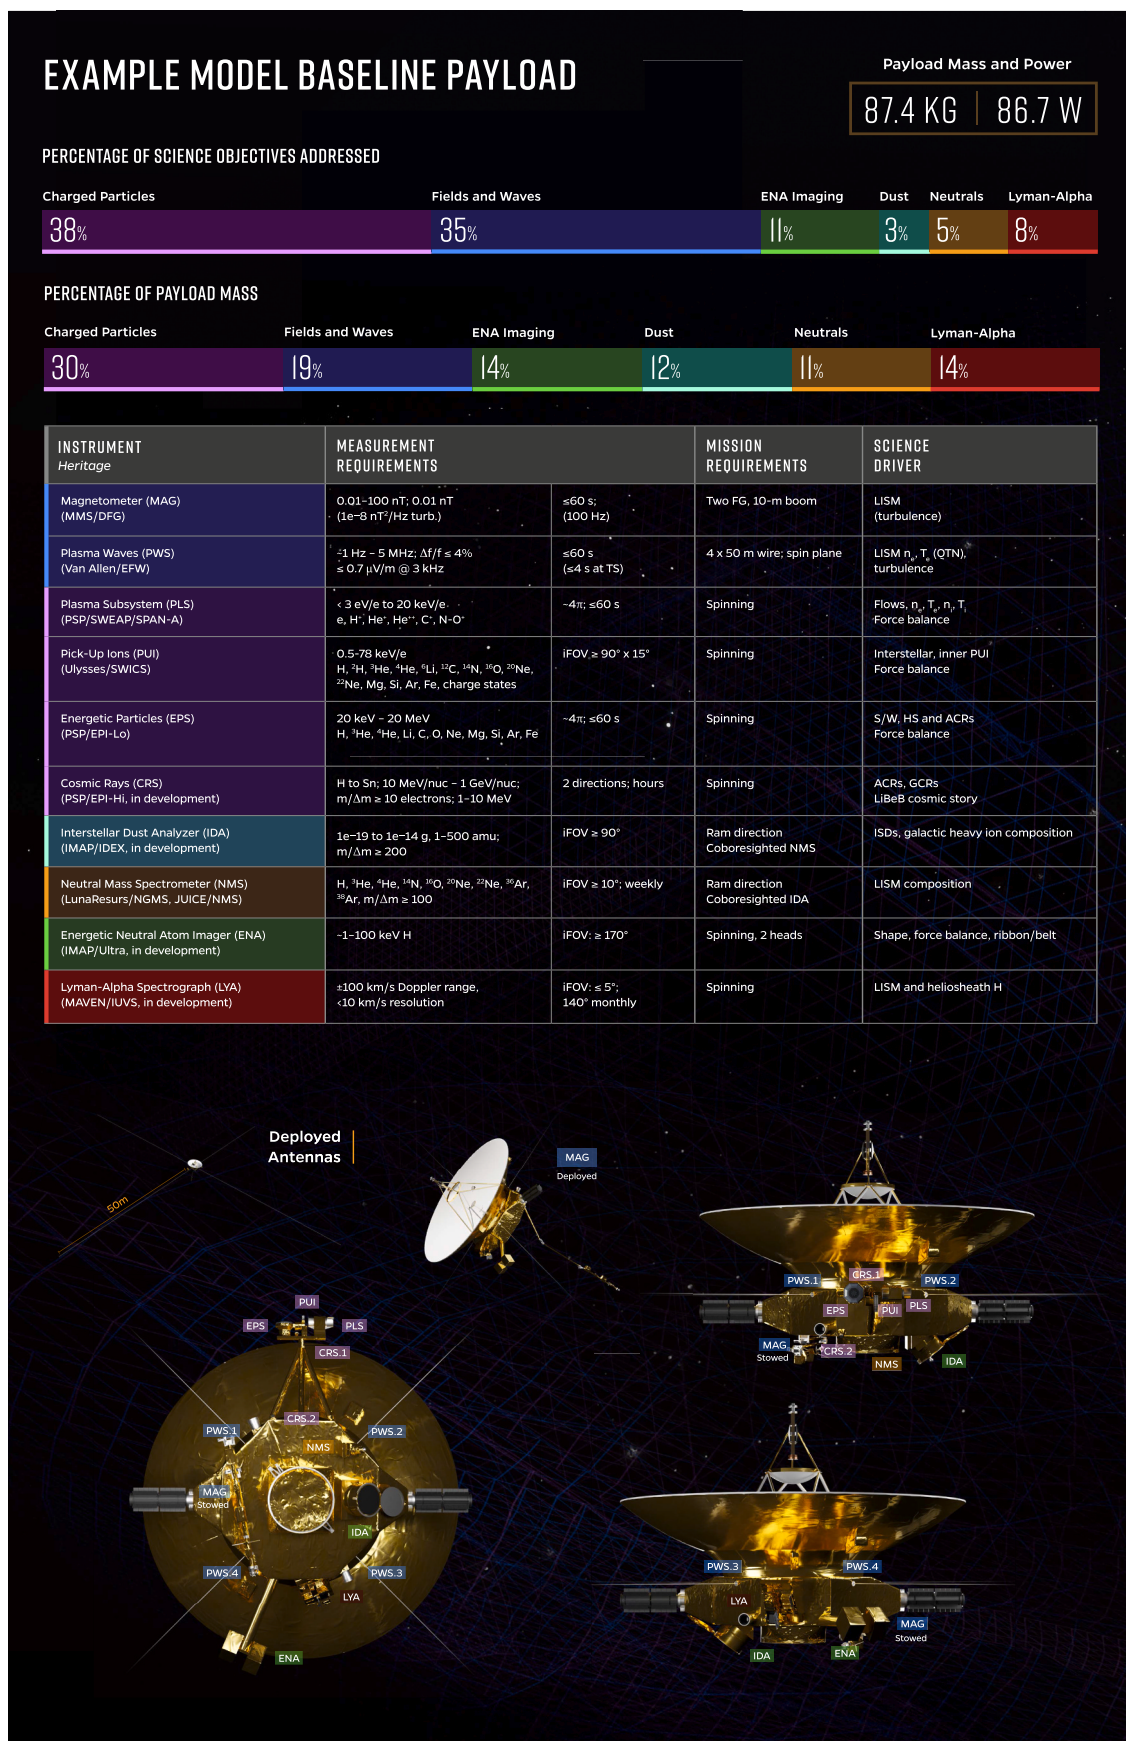 EXAMPLE MODEL BASELINE PAYLOAD
Payload Mass and Power
87.4 KG | 86.7 W
PERCENTAGE OF SCIENCE OBJECTIVES ADDRESSED
Charged Particles Fields and Waves ENA Imaging Dust Neutrals Lyman-Alpha
38% 35% 11% 3% 5% 8%
PERCENTAGE OF PAYLOAD MASS
Charged Particles Fields and Waves ENA Imaging Dust Neutrals Lyman-Alpha
30% 19% 14% 12% 11% 14%
INSTRUMENT MEASUREMENT MISSION SCIENCE
Heritage REQUIREMENTS REQUIREMENTS DRIVER
Magnetometer (MAG) 0.01–100 nT; 0.01 nT ≤60 s; Two FG, 10-m boom LISM
(MMS/DFG) (1e−8 nT²/Hz turb.) (100 Hz) (turbulence)
Plasma Waves (PWS) ~1 Hz – 5 MHz; Δf/f ≤ 4% ≤60 s 4 x 50 m wire; spin plane LISM nₑ, Tₑ (QTN),
(Van Allen/EFW) ≤ 0.7 μV/m @ 3 kHz (≤4 s at TS) turbulence
Plasma Subsystem (PLS) < 3 eV/e to 20 keV/e ~4π; ≤60 s Spinning Flows, nₑ, Tₑ, nᵢ, Tᵢ
(PSP/SWEAP/SPAN-A) e, H⁺, He⁺, He⁺⁺, C⁺, N-O⁺ Force balance
Pick-Up Ions (PUI) 0.5-78 keV/e iFOV ≥ 90° x 15° Spinning Interstellar, inner PUI
(Ulysses/SWICS) H, ²H, ³He, ⁴He, ⁶Li, ¹²C, ¹⁴N, ¹⁶O, ²⁰Ne, Force balance
²²Ne, Mg, Si, Ar, Fe, charge states
Energetic Particles (EPS) 20 keV – 20 MeV ~4π; ≤60 s Spinning S/W, HS and ACRs
(PSP/EPI-Lo) H, ³He, ⁴He, Li, C, O, Ne, Mg, Si, Ar, Fe Force balance
Cosmic Rays (CRS) H to Sn; 10 MeV/nuc – 1 GeV/nuc; 2 directions; hours Spinning ACRs, GCRs
(PSP/EPI-Hi, in development) m/Δm ≥ 10 electrons; 1–10 MeV LiBeB cosmic story
Interstellar Dust Analyzer (IDA) 1e−19 to 1e−14 g, 1–500 amu; iFOV ≥ 90° Ram direction ISDs, galactic heavy ion composition
(IMAP/IDEX, in development) m/Δm ≥ 200 Coboresighted NMS
Neutral Mass Spectrometer (NMS) H, ³He, ⁴He, ¹⁴N, ¹⁶O, ²⁰Ne, ²²Ne, ³⁶Ar, iFOV ≥ 10°; weekly Ram direction LISM composition
(LunaResurs/NGMS, JUICE/NMS) ³⁸Ar, m/Δm ≥ 100 Coboresighted IDA
Energetic Neutral Atom Imager (ENA) ~1–100 keV H iFOV: ≥ 170° Spinning, 2 heads Shape, force balance, ribbon/belt
(IMAP/Ultra, in development)
Lyman-Alpha Spectrograph (LYA) ±100 km/s Doppler range, iFOV: ≤ 5°; Spinning LISM and heliosheath H
(MAVEN/IUVS, in development) <10 km/s resolution 140° monthly
Deployed
Antennas
50m
MAG
Deployed
PWS.1 CRS.1 PWS.2
EPS PUI PLS
MAG
Stowed
CRS.2
NMS IDA
PUI
EPS PLS
CRS.1
CRS.2
PWS.1 PWS.2
NMS
MAG
Stowed
IDA
PWS.4 PWS.3
LYA
ENA
PWS.3 PWS.4
LYA
MAG
Stowed
IDA ENA